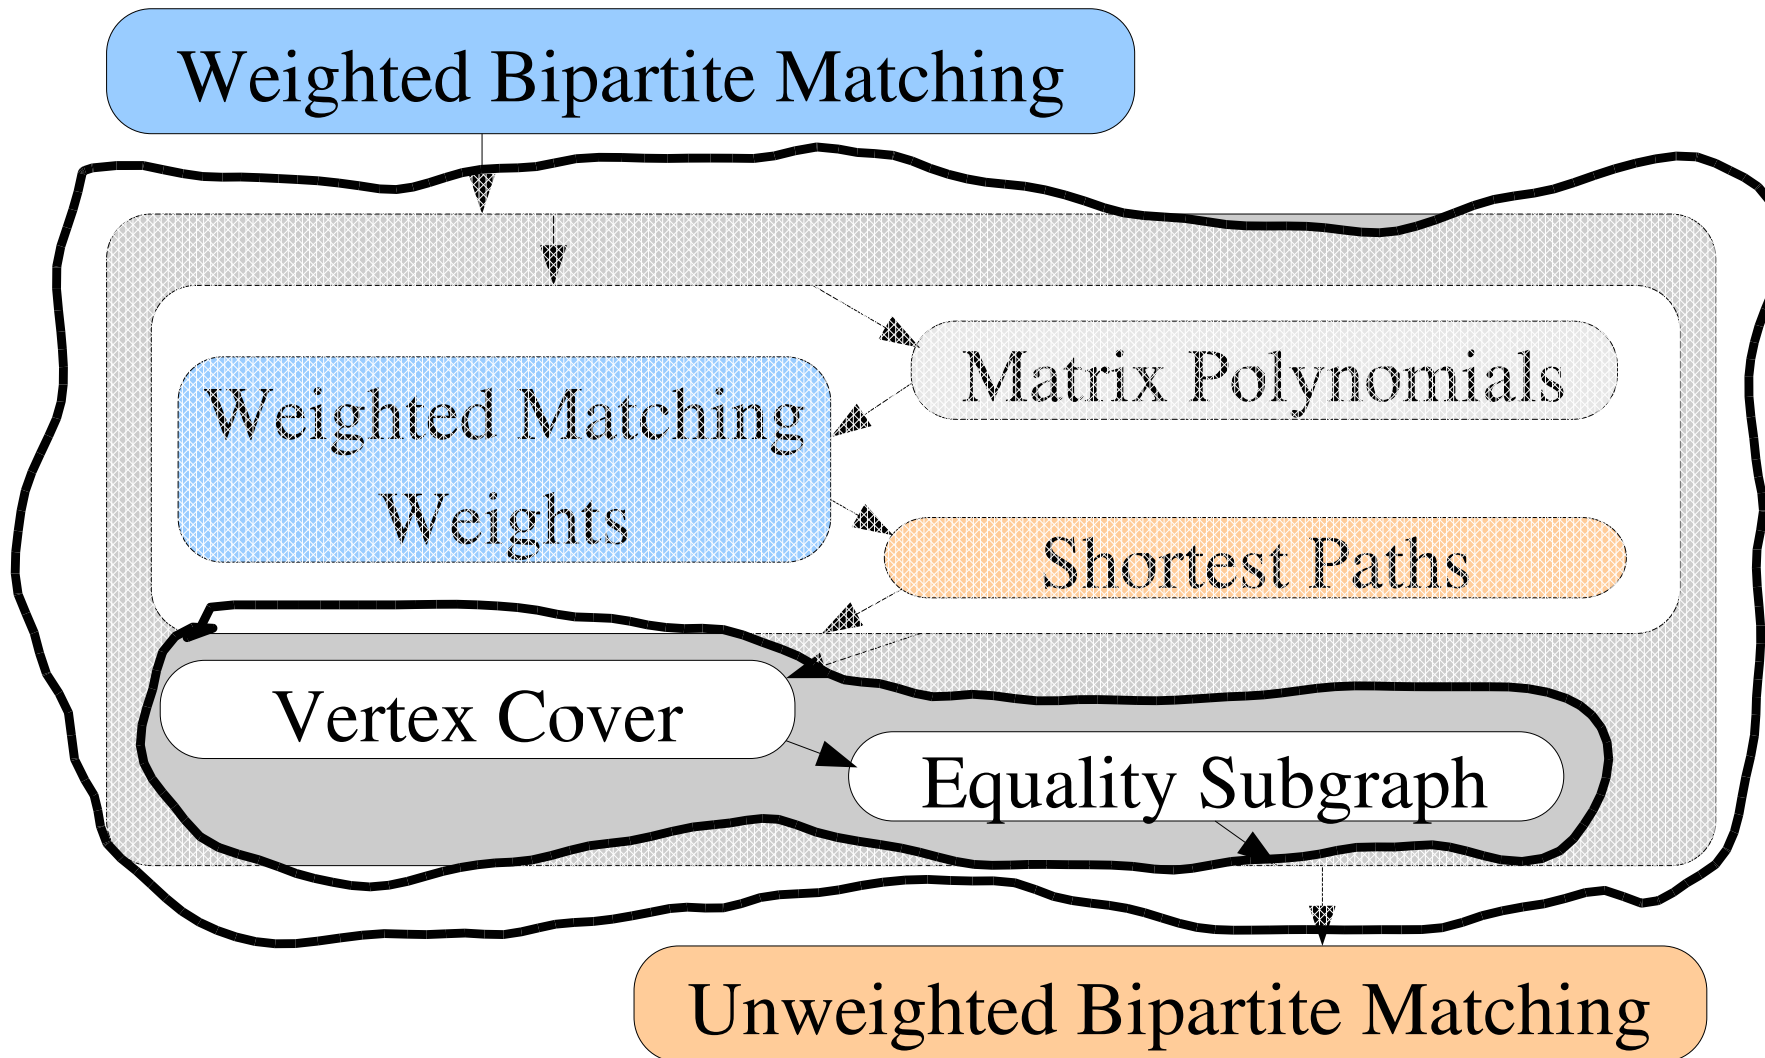 Weighted Bipartite Matching
Matrix Polynomials
Weighted Matching
Weights
Shortest Paths
Vertex Cover
Equality Subgraph
Unweighted Bipartite Matching